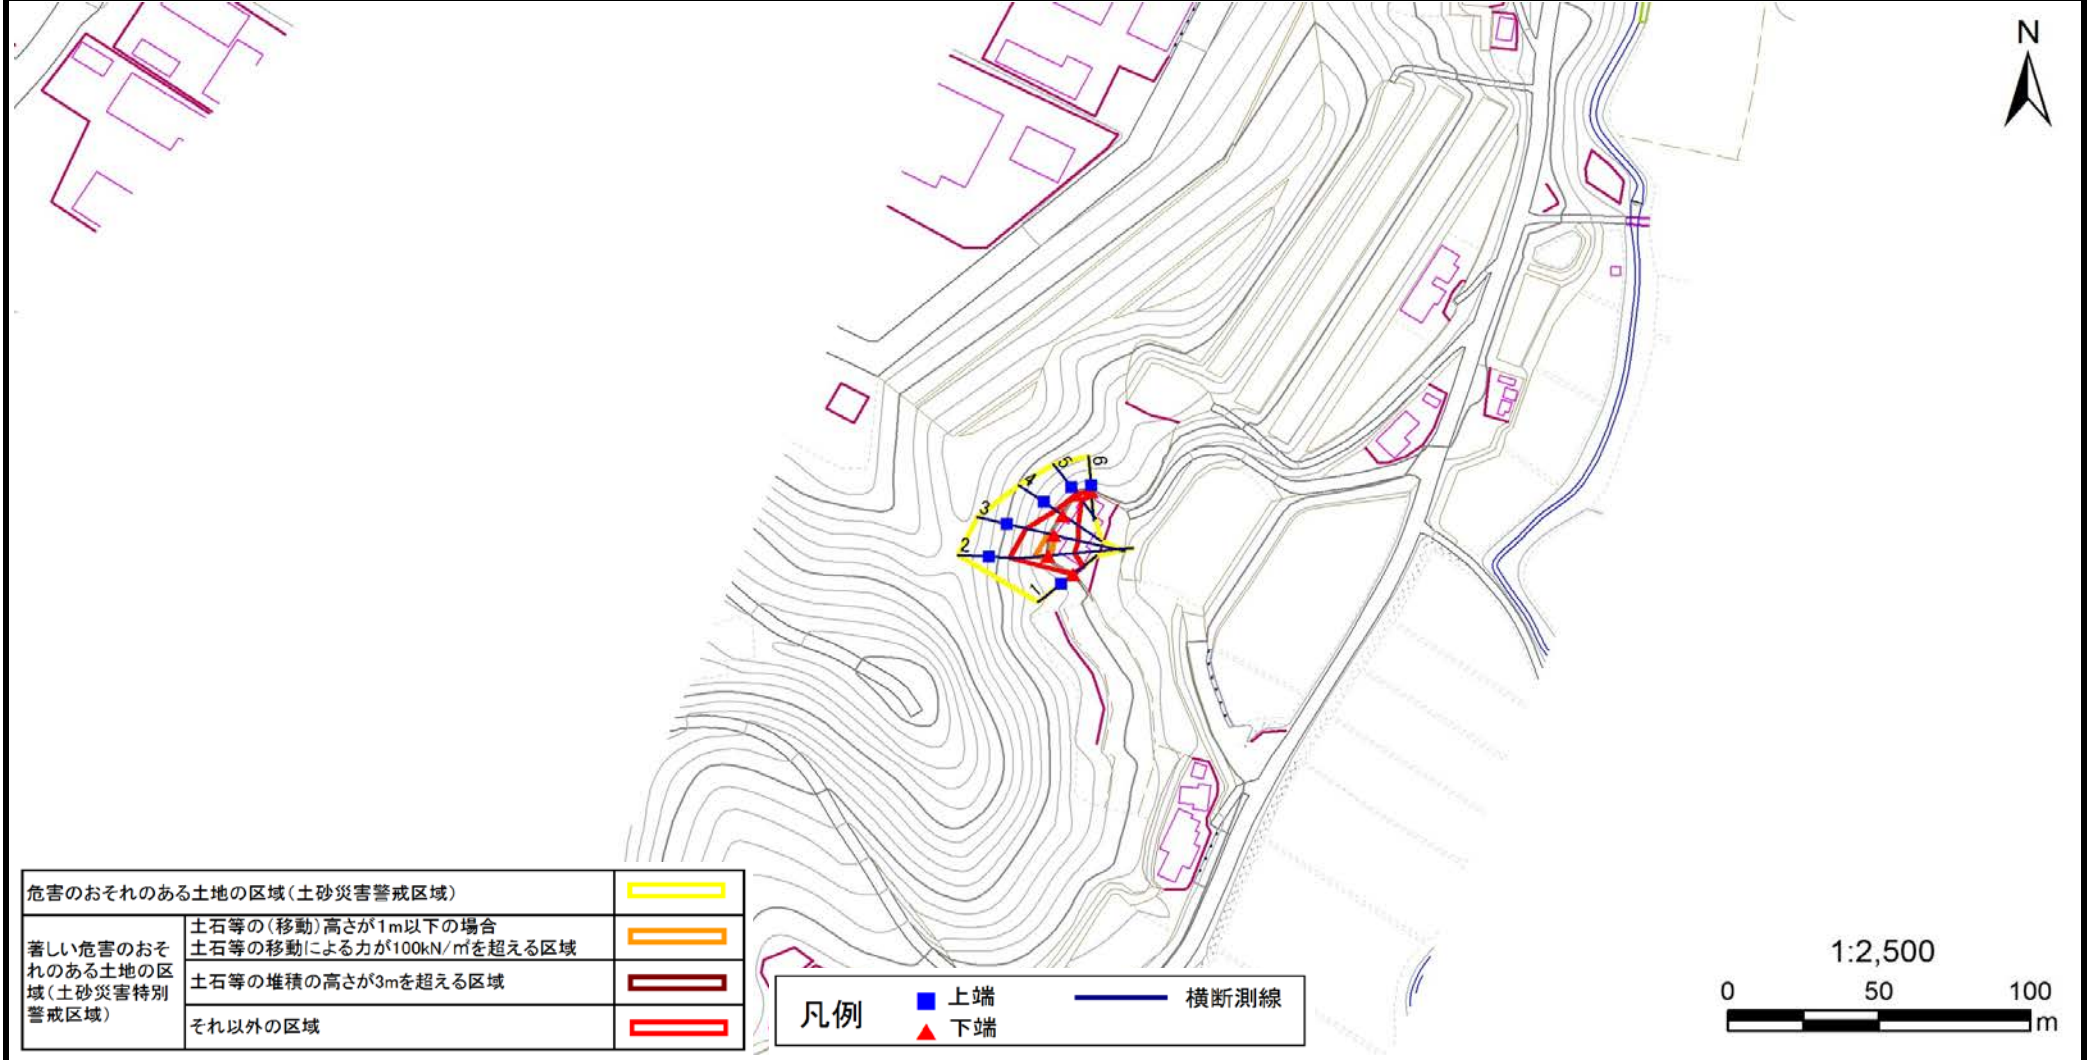 N
6
5
4
3
2
1
危害のおそれのある土地の区域(土砂災害警戒区域)
著しい危害のおそ
れのある土地の区
域(土砂災害特別
警戒区域)
土石等の(移動)高さが1m以下の場合
土石等の移動による力が100kN/㎡を超える区域
土石等の堆積の高さが3mを超える区域
それ以外の区域
凡例
上端
下端
横断測線
1:2,500
0 50 100
m